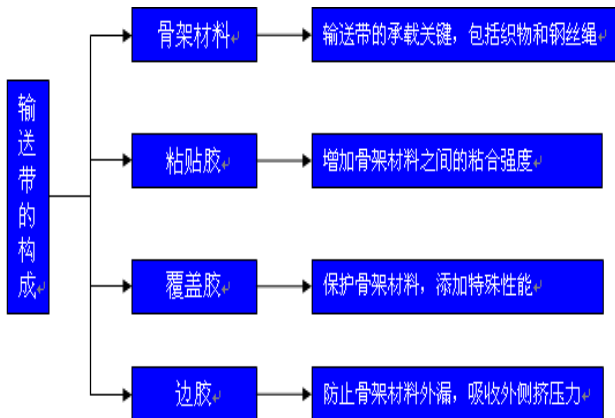 输送带的构成
骨架材料
输送带的承载关键，包括织物和钢丝绳
粘贴胶
增加骨架材料之间的粘合强度
覆盖胶
保护骨架材料，添加特殊性能
边胶
防止骨架材料外漏，吸收外侧挤压力